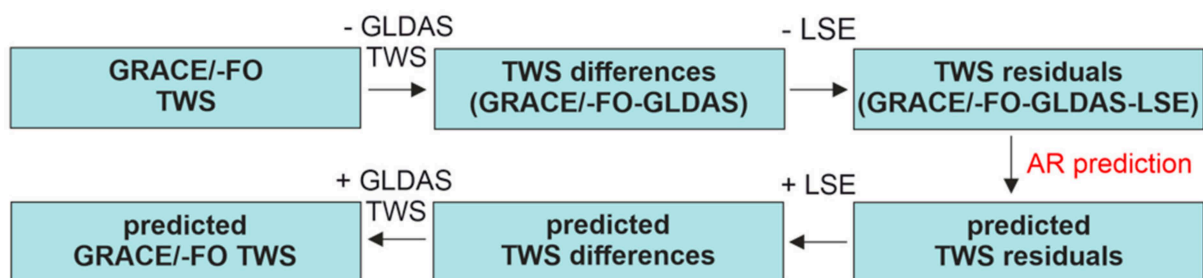 - GLDAS
TWS
- LSE
GRACE/-FO
TWS
TWS differences
(GRACE/-FO-GLDAS)
TWS residuals
(GRACE/-FO-GLDAS-LSE)
AR prediction
+ GLDAS
TWS
+ LSE
predicted
GRACE/-FO TWS
predicted
TWS differences
predicted
TWS residuals